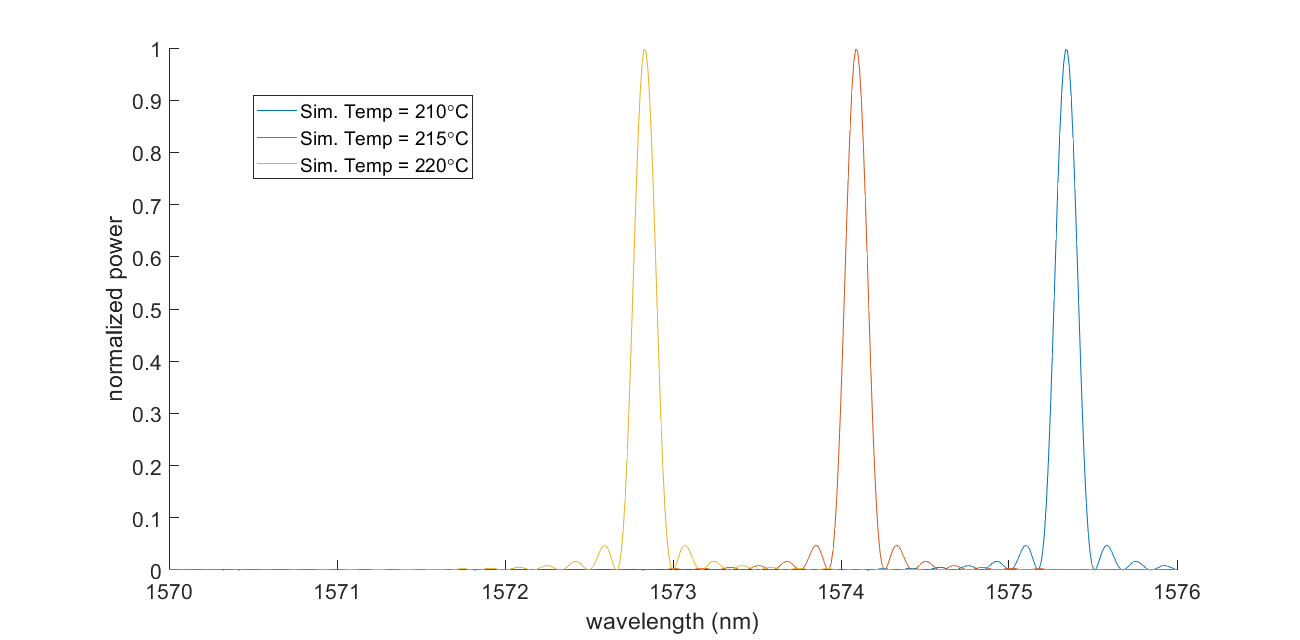 1
0.9
0.8
0.7
0.6
0.5
0.4
0.3
0.2
0.1
0
normalized power
Sim. Temp = 210°C
Sim. Temp = 215°C
Sim. Temp = 220°C
1570 1571 1572 1573 1574 1575 1576
wavelength (nm)